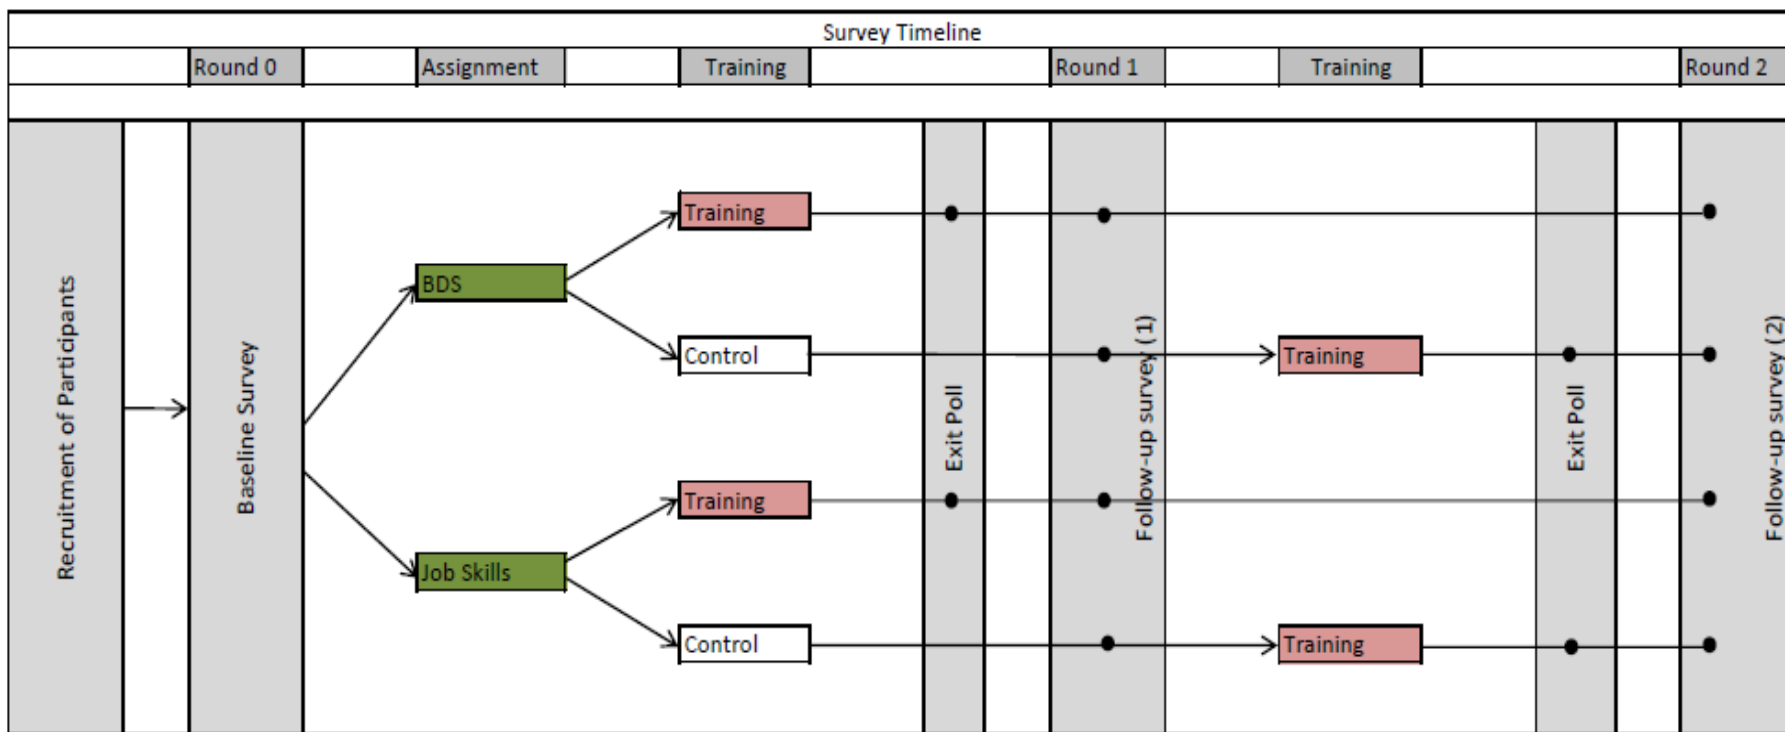 Survey Timeline
Round 0
Assignment
Training
Round 1
Training
Round 2
Recruitment of Participants
Baseline Survey
BDS
Job Skills
Training
Control
Training
Control
Exit Poll
Follow-up survey (1)
Training
Training
Exit Poll
Follow-up survey (2)